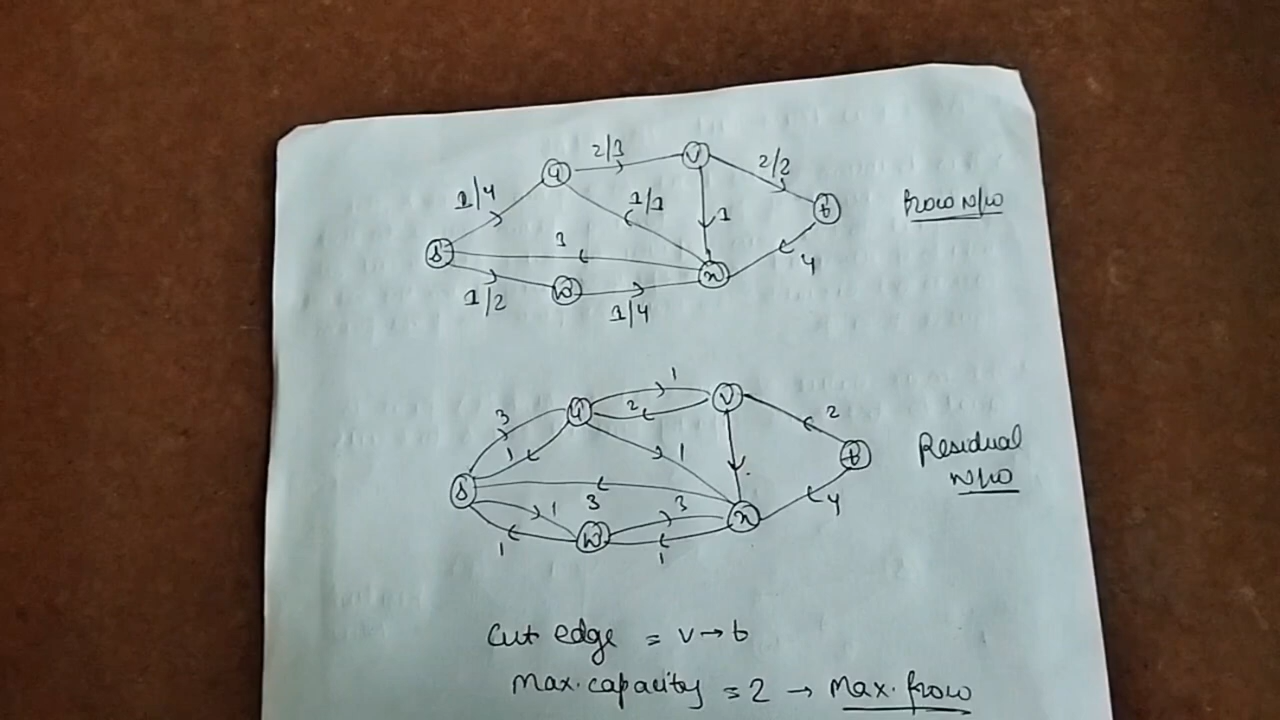 2/3
v
2/2
u
1/4
1/1
t
flow N/w
s
3
1
4
1/2
w
1/4
x
1
3
u
2
v
2
1
1
t
Residual
N/w
s
3
1
3
4
1
w
1
x
cut edge = v → t
Max. capacity = 2 → Max. flow